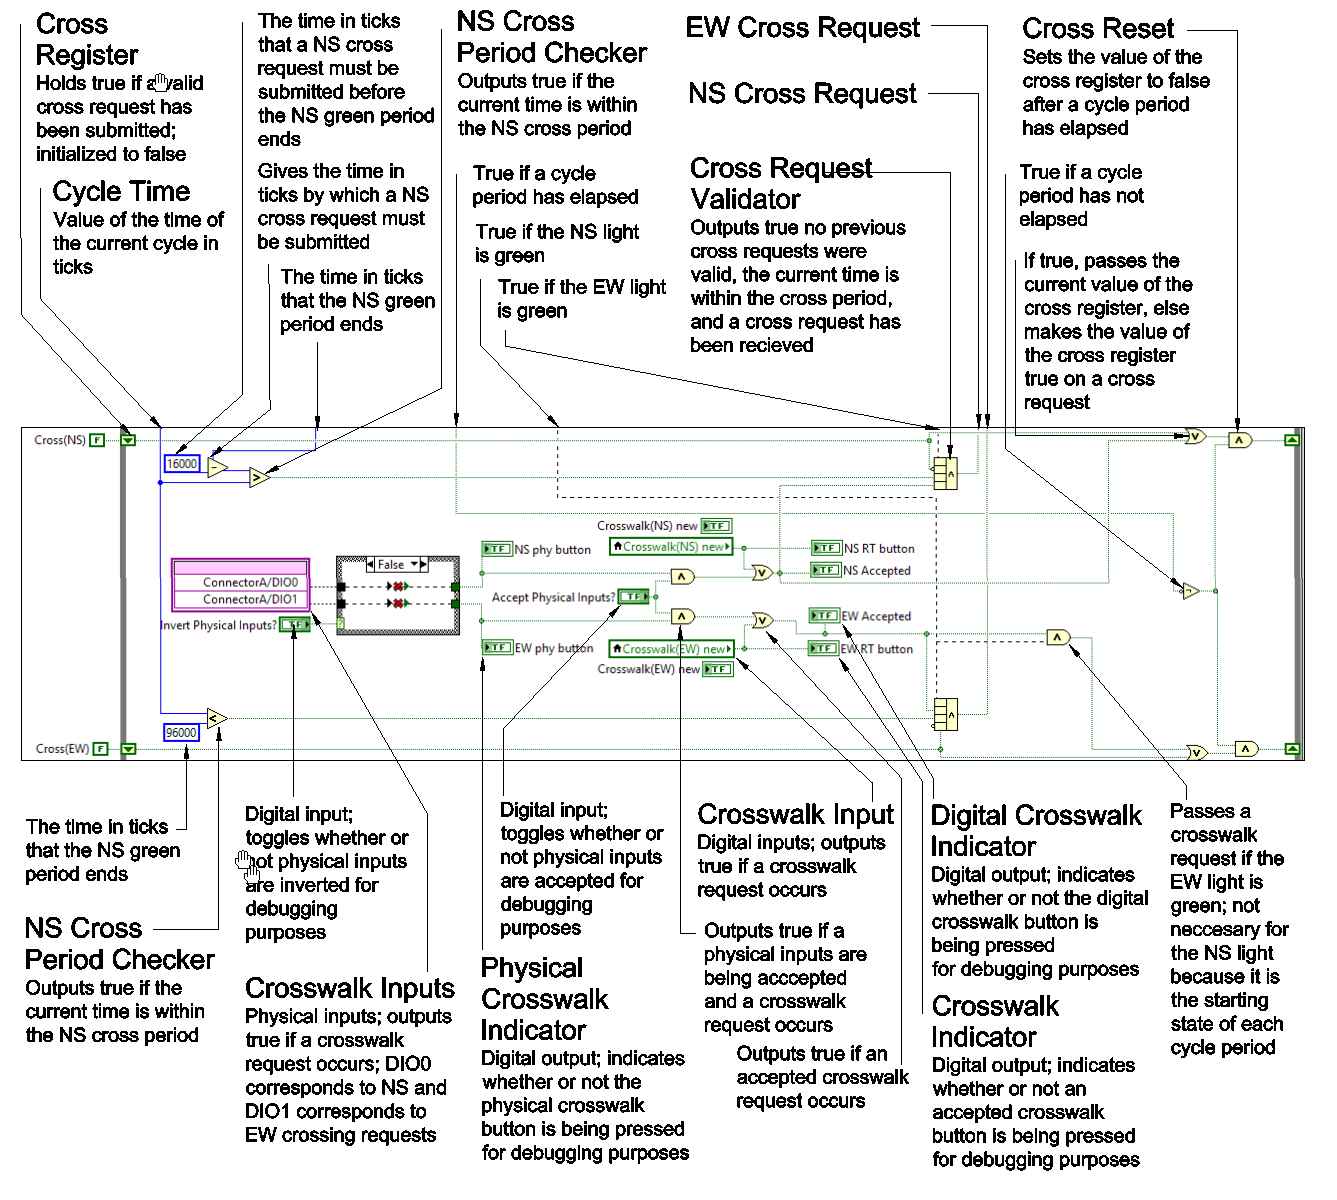 Cross
Register
Holds true if a valid
cross request has
been submitted;
initialized to false
Cycle Time
Value of the time of
the current cycle in
ticks
The time in ticks
that a NS cross
request must be
submitted before
the NS green period
ends
Gives the time in
ticks by which a NS
cross request must
be submitted
The time in ticks
that the NS green
period ends
NS Cross
Period Checker
Outputs true if the
current time is within
the NS cross period
True if a cycle
period has elapsed
True if the NS light
is green
True if the EW light
is green
EW Cross Request
NS Cross Request
Cross Request
Validator
Outputs true no previous
cross requests were
valid, the current time is
within the cross period,
and a cross request has
been recieved
Cross Reset
Sets the value of the
cross register to false
after a cycle period
has elapsed
True if a cycle
period has not
elapsed
If true, passes the
current value of the
cross register, else
makes the value of
the cross register
true on a cross
request
Cross(NS) F
16000
Crosswalk(NS) new TF
NS phy button
Crosswalk(NS) new
NS RT button
NS Accepted
False
ConnectorA/DIO0
ConnectorA/DIO1
Accept Physical Inputs? TF
Invert Physical Inputs? TF
EW Accepted
EW phy button
Crosswalk(EW) new
EW RT button
Crosswalk(EW) new TF
96000
Cross(EW) F
The time in ticks
that the NS green
period ends
NS Cross
Period Checker
Outputs true if the
current time is within
the NS cross period
Digital input;
toggles whether or
not physical inputs
are inverted for
debugging
purposes
Crosswalk Inputs
Physical inputs; outputs
true if a crosswalk
request occurs; DIO0
corresponds to NS and
DIO1 corresponds to
EW crossing requests
Digital input;
toggles whether or
not physical inputs
are accepted for
debugging
purposes
Physical
Crosswalk
Indicator
Digital output; indicates
whether or not the
physical crosswalk
button is being pressed
for debugging purposes
Crosswalk Input
Digital inputs; outputs
true if a crosswalk
request occurs
Outputs true if a
physical inputs are
being acccepted
and a crosswalk
request occurs
Outputs true if an
accepted crosswalk
request occurs
Digital Crosswalk
Indicator
Digital output; indicates
whether or not the digital
crosswalk button is
being pressed
for debugging purposes
Crosswalk
Indicator
Digital output; indicates
whether or not an
accepted crosswalk
button is being pressed
for debugging purposes
Passes a
crosswalk
request if the
EW light is
green; not
neccesary for
the NS light
because it is
the starting
state of each
cycle period